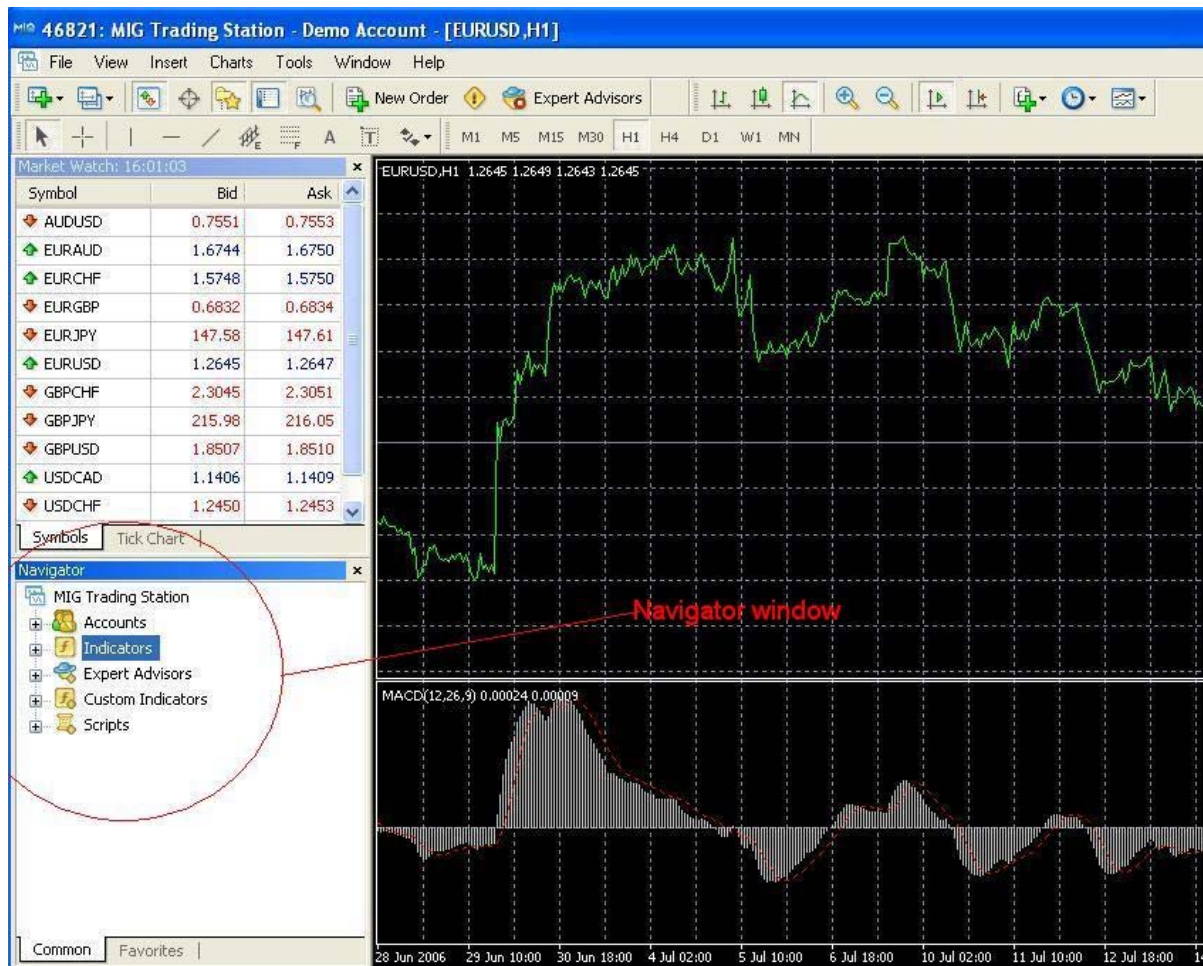 MIG 46821: MIG Trading Station - Demo Account - [EURUSD,H1]
File View Insert Charts Tools Window Help
New Order Expert Advisors
E F A T M1 M5 M15 M30 H1 H4 D1 W1 MN
Market Watch: 16:01:03
Symbol Bid Ask
AUDUSD 0.7551 0.7553
EURAUD 1.6744 1.6750
EURCHF 1.5748 1.5750
EURGBP 0.6832 0.6834
EURJPY 147.58 147.61
EURUSD 1.2645 1.2647
GBPCHF 2.3045 2.3051
GBPJPY 215.98 216.05
GBPUSD 1.8507 1.8510
USDCAD 1.1406 1.1409
USDCHF 1.2450 1.2453
Symbols Tick Chart
Navigator
MIG Trading Station
Accounts
Indicators
Expert Advisors
Custom Indicators
Scripts
Common Favorites
EURUSD,H1 1.2645 1.2649 1.2643 1.2645
Navigator window
MACD(12,26,9) 0.00024 0.00009
28 Jun 2006 29 Jun 10:00 30 Jun 18:00 4 Jul 02:00 5 Jul 10:00 6 Jul 18:00 10 Jul 02:00 11 Jul 10:00 12 Jul 18:00